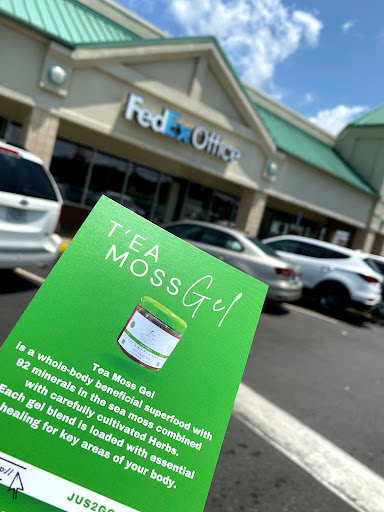 FedEx Office
T'EA
MOSS Gel
Tea Moss Gel
Is a whole-body beneficial superfood with
92 minerals in the sea moss combined
with carefully cultivated Herbs.
Each gel blend is loaded with essential
healing for key areas of your body.
JUS2G